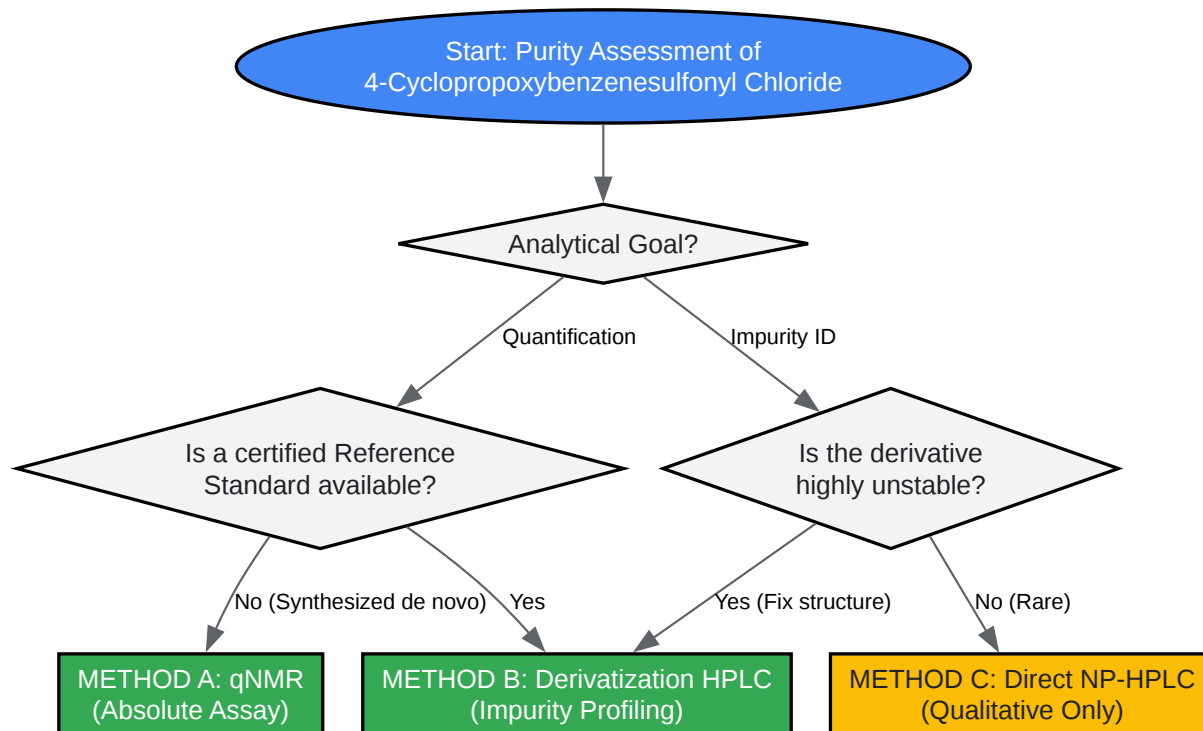 Start: Purity Assessment of
4-Cyclopropoxybenzenesulfonyl Chloride
Analytical Goal?
Quantification
Impurity ID
Is a certified Reference
Standard available?
Is the derivative
highly unstable?
No (Synthesized de novo)
Yes
Yes (Fix structure)
No (Rare)
METHOD A: qNMR
(Absolute Assay)
METHOD B: Derivatization HPLC
(Impurity Profiling)
METHOD C: Direct NP-HPLC
(Qualitative Only)